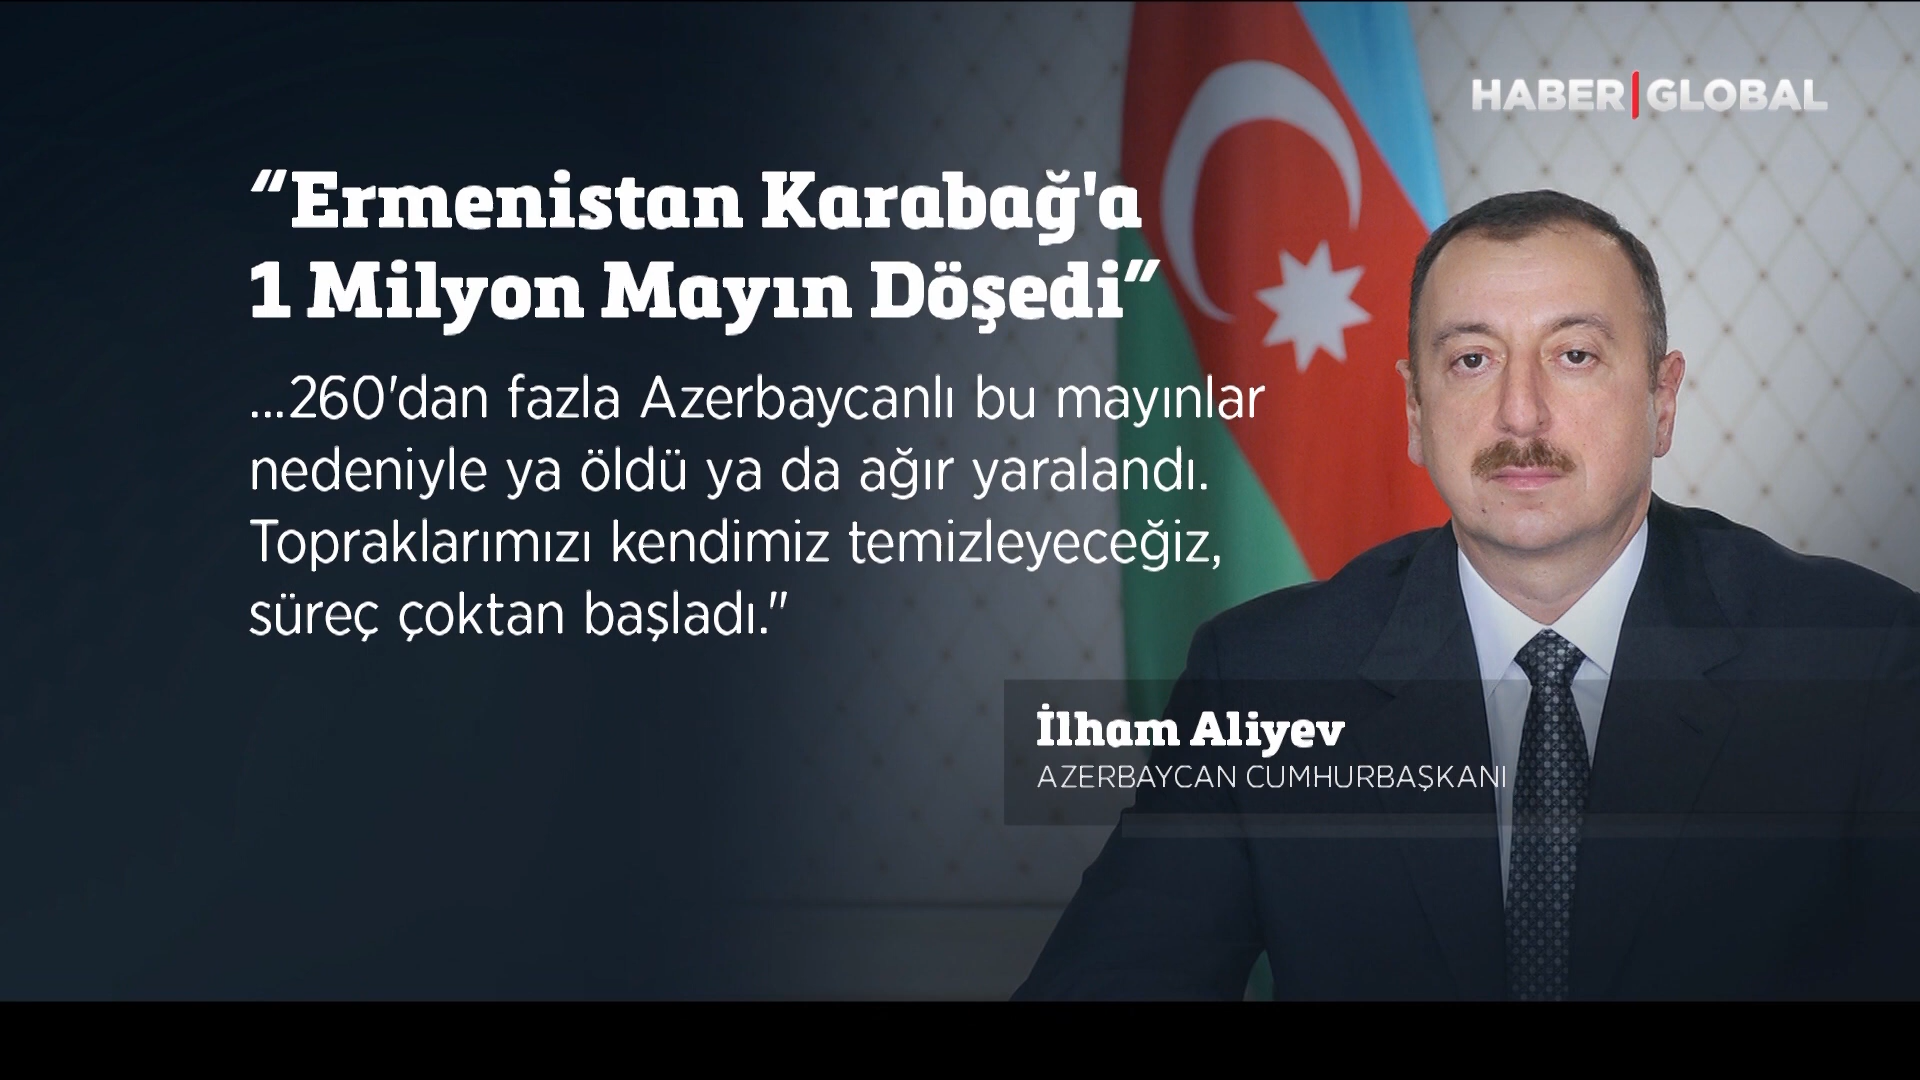 HABER|GLOBAL
“Ermenistan Karabağ'a
1 Milyon Mayın Döşedi”
...260'dan fazla Azerbaycanlı bu mayınlar
nedeniyle ya öldü ya da ağır yaralandı.
Topraklarımızı kendimiz temizleyeceğiz,
süreç çoktan başladı."
İlham Aliyev
AZERBAYCAN CUMHURBAŞKANI